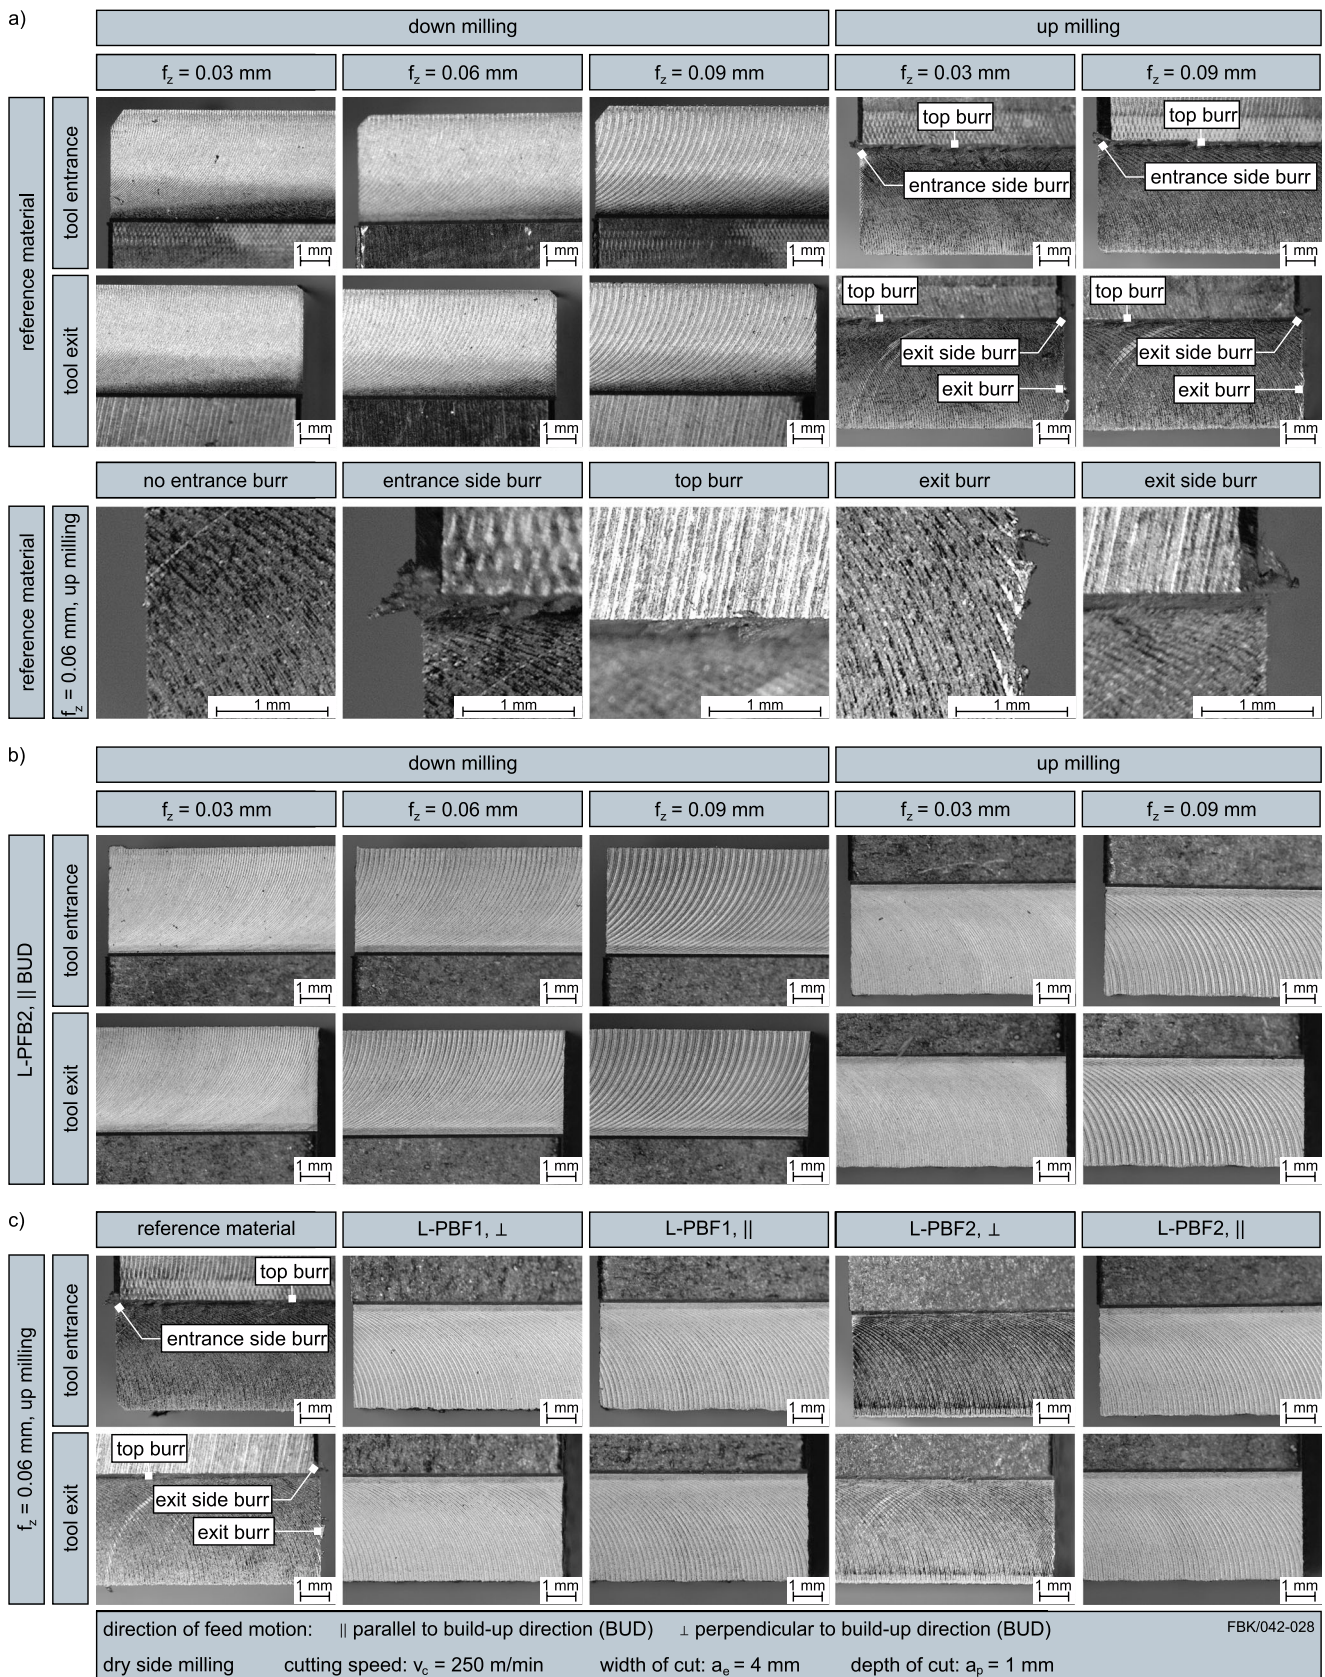 a)
down milling
up milling
f_z = 0.03 mm
f_z = 0.06 mm
f_z = 0.09 mm
f_z = 0.03 mm
f_z = 0.09 mm
reference material
tool entrance
1 mm
1 mm
1 mm
top burr
entrance side burr
1 mm
top burr
entrance side burr
1 mm
tool exit
1 mm
1 mm
1 mm
top burr
exit side burr
exit burr
1 mm
top burr
exit side burr
exit burr
1 mm
no entrance burr
entrance side burr
top burr
exit burr
exit side burr
reference material
f_z = 0.06 mm, up milling
1 mm
1 mm
1 mm
1 mm
1 mm
b)
down milling
up milling
f_z = 0.03 mm
f_z = 0.06 mm
f_z = 0.09 mm
f_z = 0.03 mm
f_z = 0.09 mm
L-PFB2, || BUD
tool entrance
1 mm
1 mm
1 mm
1 mm
1 mm
tool exit
1 mm
1 mm
1 mm
1 mm
1 mm
c)
reference material
L-PBF1, ⊥
L-PBF1, ||
L-PBF2, ⊥
L-PBF2, ||
f_z = 0.06 mm, up milling
tool entrance
top burr
entrance side burr
1 mm
1 mm
1 mm
1 mm
1 mm
tool exit
top burr
exit side burr
exit burr
1 mm
1 mm
1 mm
1 mm
1 mm
direction of feed motion: || parallel to build-up direction (BUD) ⊥ perpendicular to build-up direction (BUD)
FBK/042-028
dry side milling cutting speed: v_c = 250 m/min width of cut: a_e = 4 mm depth of cut: a_p = 1 mm